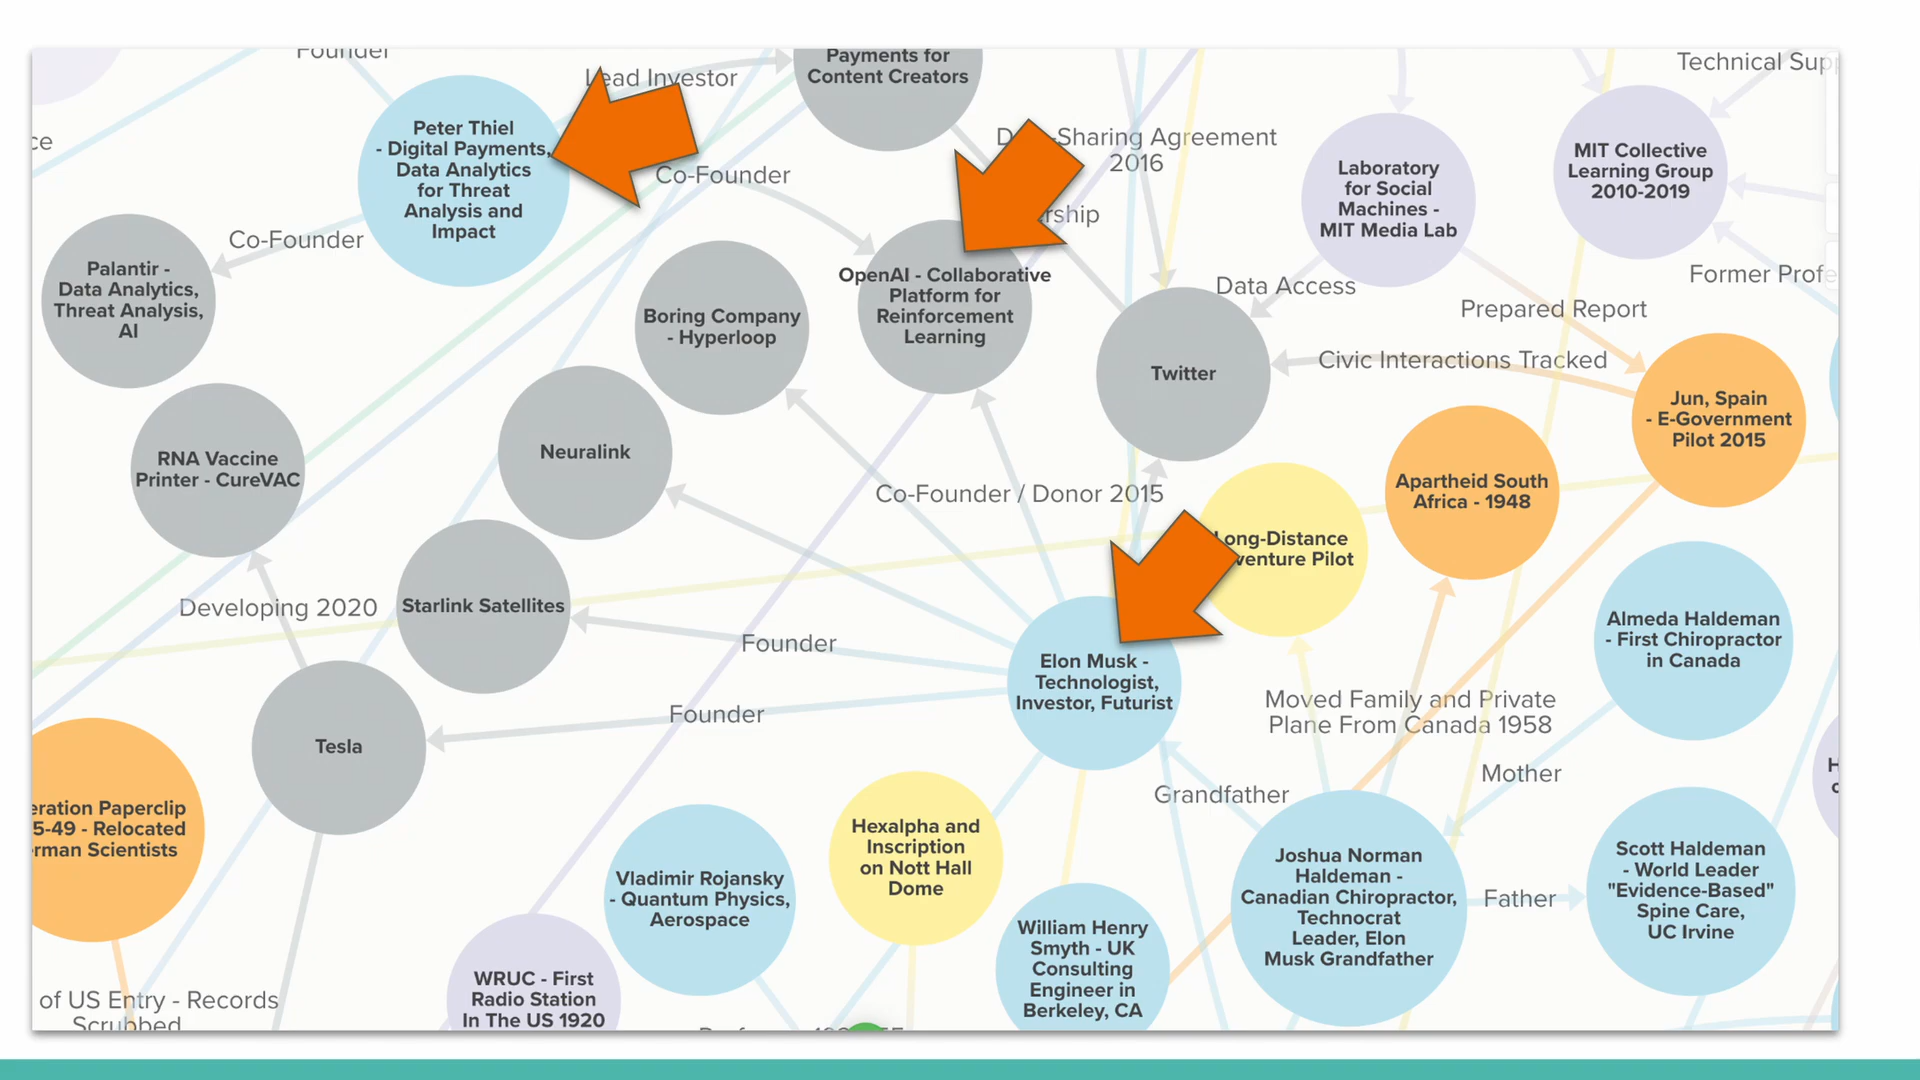 Founder
Lead Investor
Payments for
Content Creators
Technical Sup
ce
Peter Thiel
- Digital Payments,
Data Analytics
for Threat
Analysis and
Impact
Co-Founder
-Sharing Agreement
2016
Laboratory
for Social
Machines -
MIT Media Lab
MIT Collective
Learning Group
2010-2019
Co-Founder
Palantir -
Data Analytics,
Threat Analysis,
AI
Boring Company
- Hyperloop
OpenAI - Collaborative
Platform for
Reinforcement
Learning
rship
Data Access
Former Profe
Prepared Report
Twitter
Civic Interactions Tracked
Jun, Spain
- E-Government
Pilot 2015
RNA Vaccine
Printer - CureVAC
Neuralink
Co-Founder / Donor 2015
Apartheid South
Africa - 1948
Long-Distance
venture Pilot
Developing 2020
Starlink Satellites
Founder
Elon Musk -
Technologist,
Investor, Futurist
Almeda Haldeman
- First Chiropractor
in Canada
Founder
Moved Family and Private
Plane From Canada 1958
Tesla
Mother
Grandfather
eration Paperclip
5-49 - Relocated
rman Scientists
Hexalpha and
Inscription
on Nott Hall
Dome
Vladimir Rojansky
- Quantum Physics,
Aerospace
William Henry
Smyth - UK
Consulting
Engineer in
Berkeley, CA
Joshua Norman
Haldeman -
Canadian Chiropractor,
Technocrat
Leader, Elon
Musk Grandfather
Father
Scott Haldeman
- World Leader
"Evidence-Based"
Spine Care,
UC Irvine
WRUC - First
Radio Station
In The US 1920
of US Entry - Records
Scrubbed